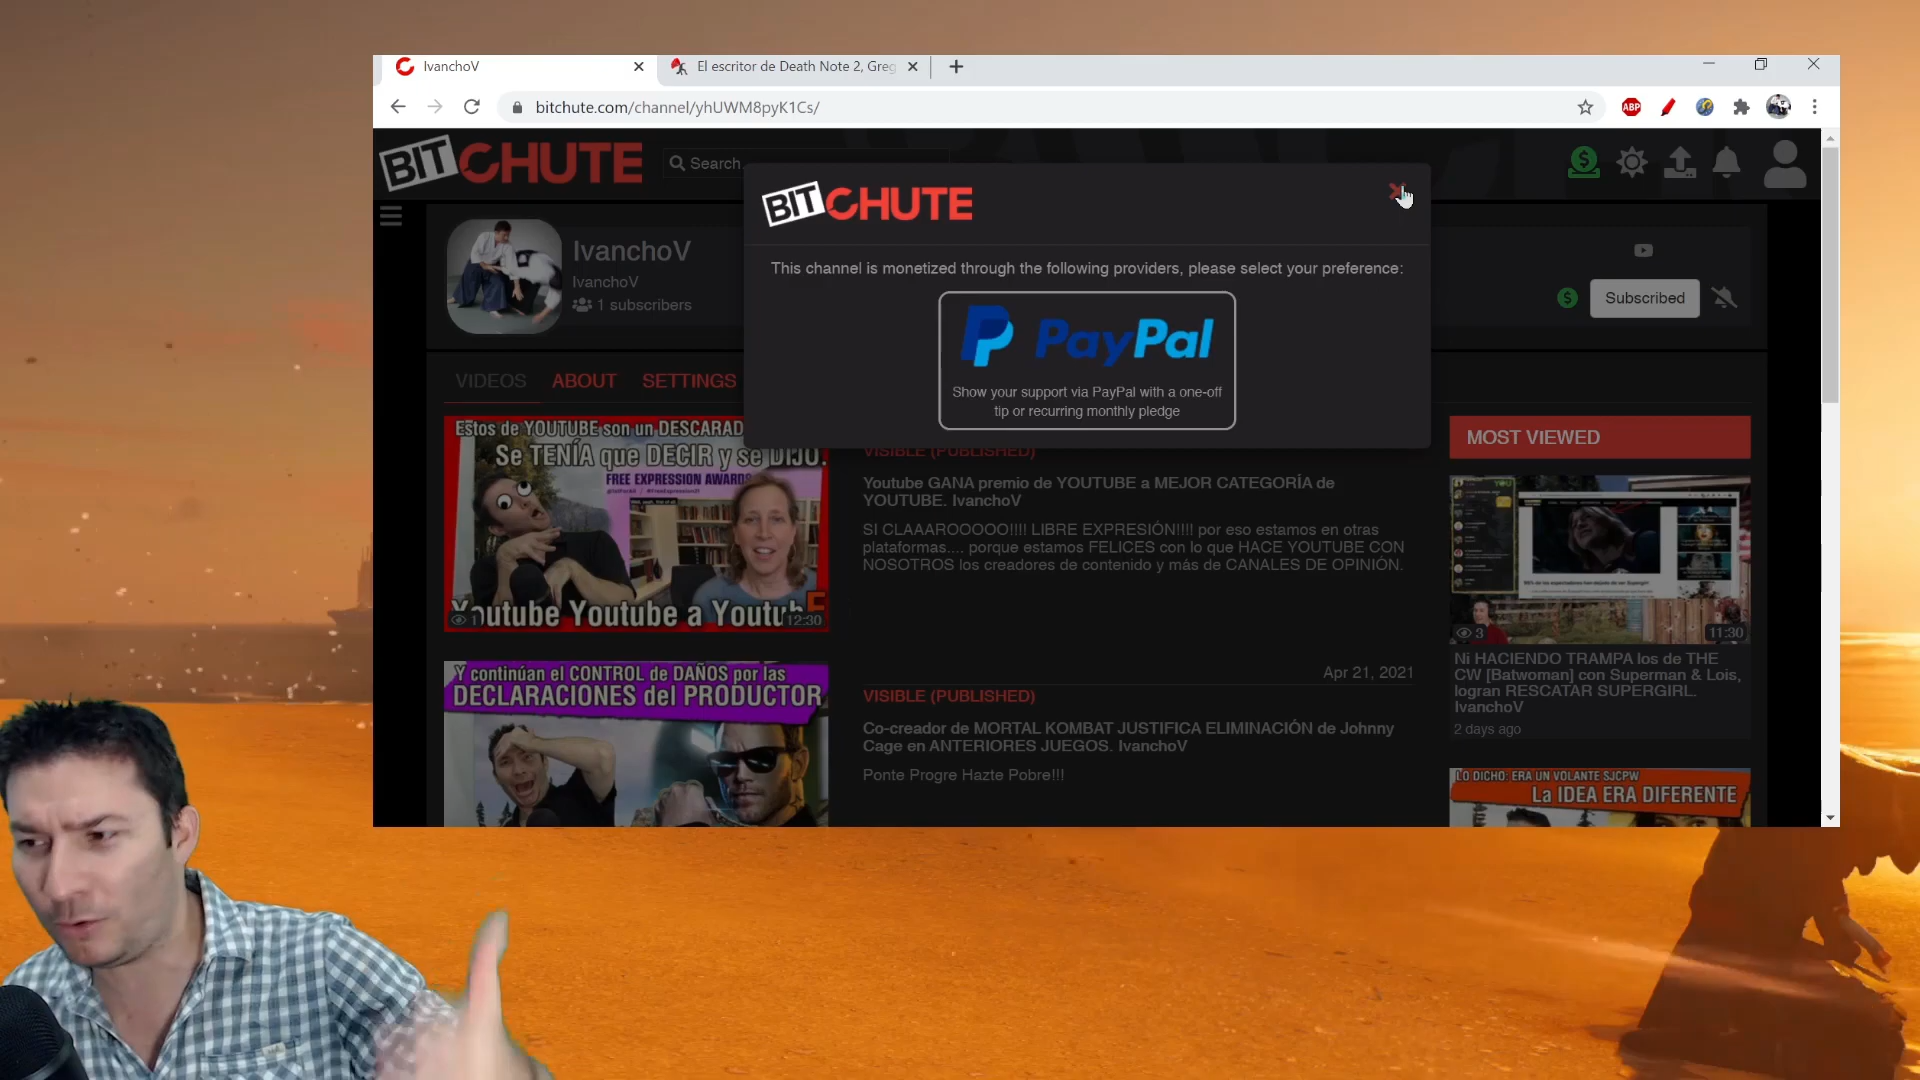 IvanchoV
El escritor de Death Note 2, Greg
bitchute.com/channel/yhUWM8pyK1Cs/
ABP
BITCHUTE
Search
BITCHUTE
This channel is monetized through the following providers, please select your preference:
PayPal
Show your support via PayPal with a one-off
tip or recurring monthly pledge
IvanchoV
IvanchoV
1 subscribers
Subscribed
VIDEOS ABOUT SETTINGS
Estos de YOUTUBE son un DESCARAD
Se TENÍA que DECIR y se DIJO.
FREE EXPRESSION AWARDS
Youtube Youtube a Youtub
1
12:30
VISIBLE (PUBLISHED)
Youtube GANA premio de YOUTUBE a MEJOR CATEGORÍA de
YOUTUBE. IvanchoV
SI CLAAAROOOOO!!!! LIBRE EXPRESIÓN!!!! por eso estamos en otras
plataformas.... porque estamos FELICES con lo que HACE YOUTUBE CON
NOSOTROS los creadores de contenido y más de CANALES DE OPINIÓN.
Y continúan el CONTROL de DAÑOS por las
DECLARACIONES del PRODUCTOR
Apr 21, 2021
VISIBLE (PUBLISHED)
Co-creador de MORTAL KOMBAT JUSTIFICA ELIMINACIÓN de Johnny
Cage en ANTERIORES JUEGOS. IvanchoV
Ponte Progre Hazte Pobre!!!
MOST VIEWED
3
11:30
Ni HACIENDO TRAMPA los de THE
CW [Batwoman] con Superman & Lois,
logran RESCATAR SUPERGIRL.
IvanchoV
2 days ago
LO DICHO: ERA UN VOLANTE SJCPW
La IDEA ERA DIFERENTE